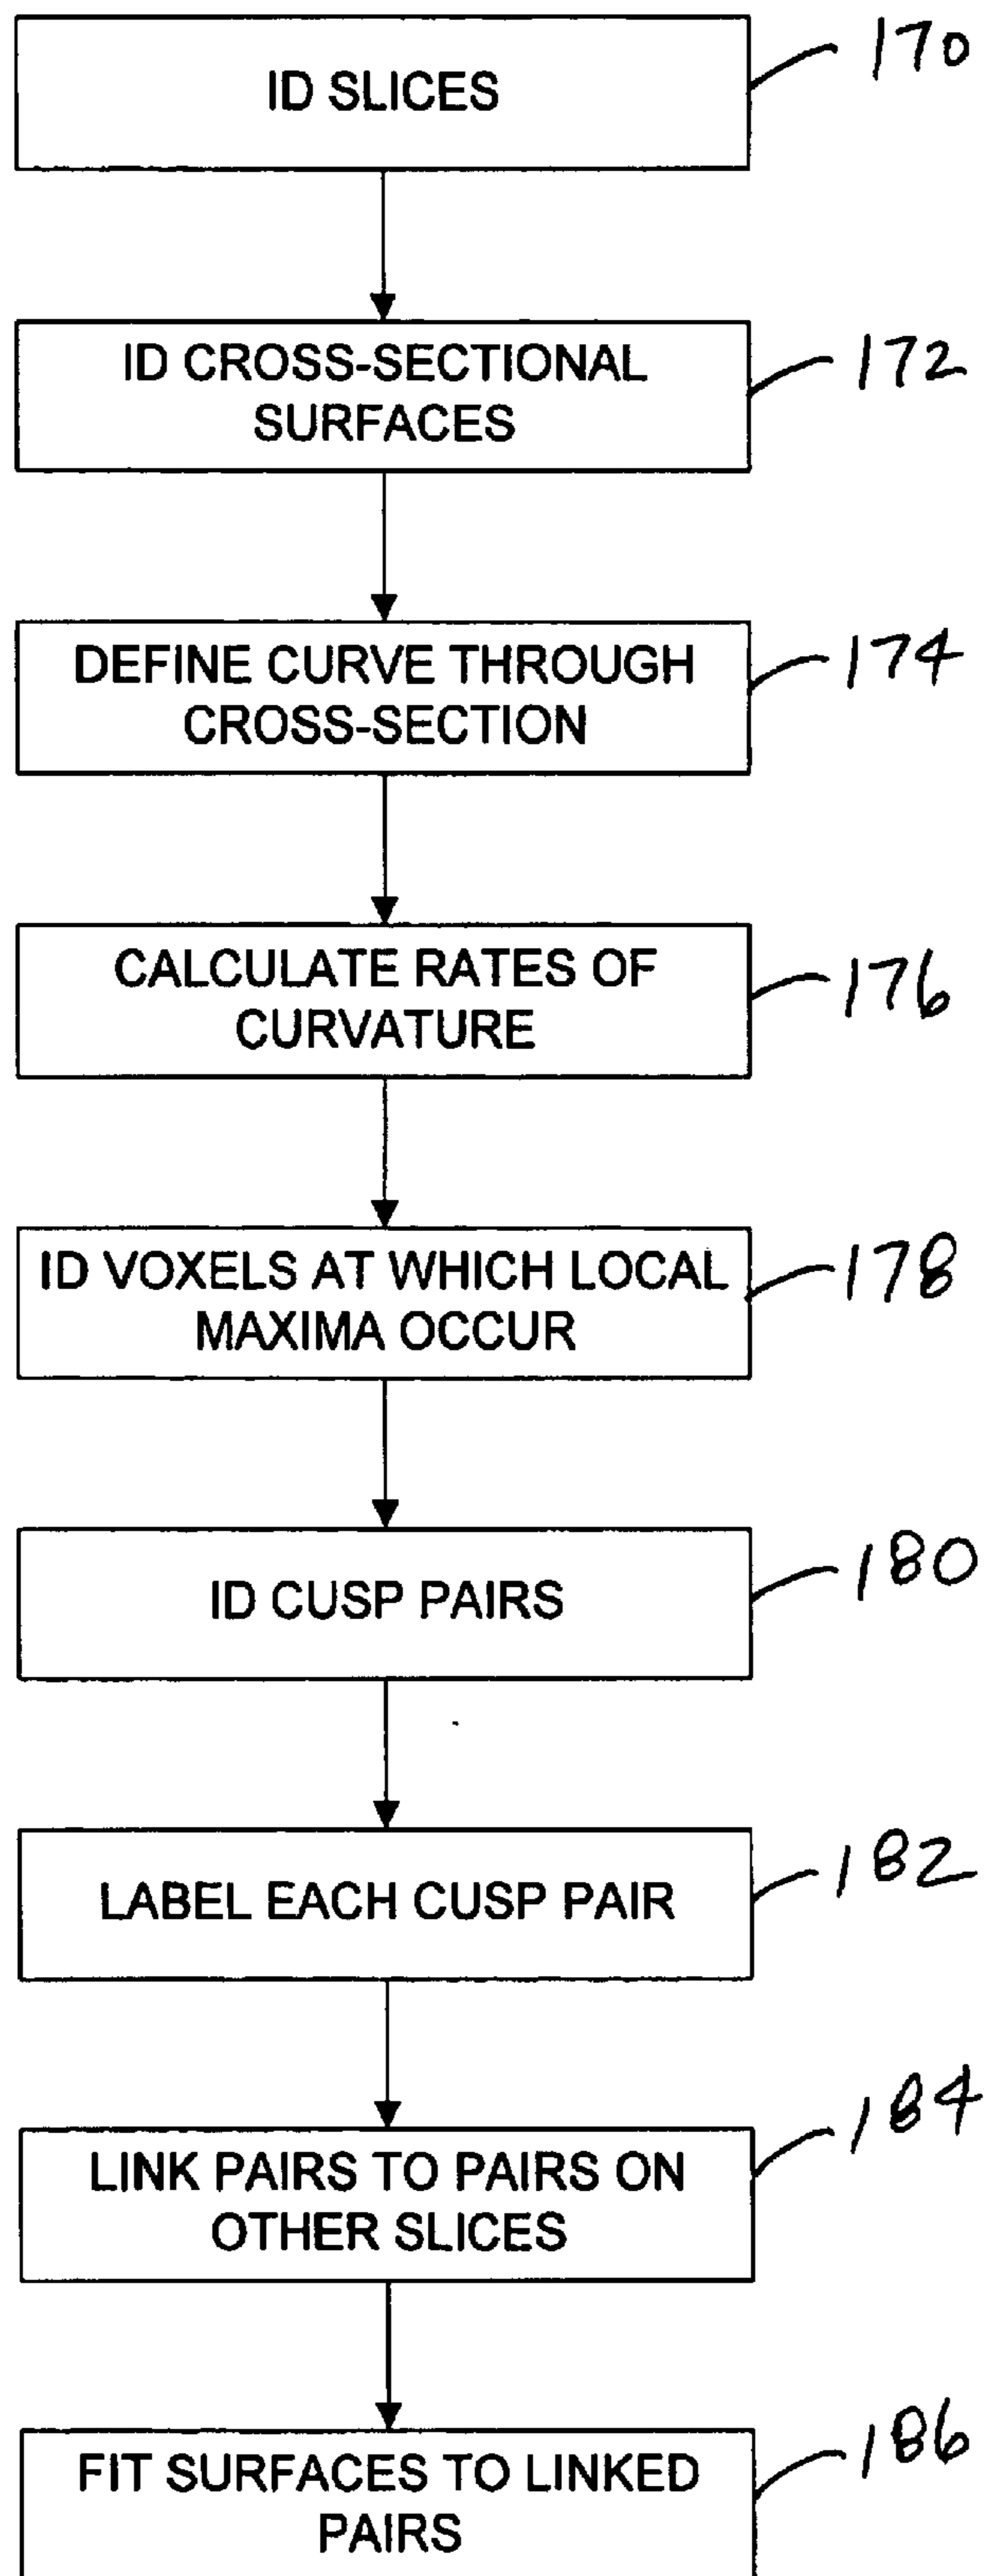 ID SLICES
170
ID CROSS-SECTIONAL
SURFACES
172
DEFINE CURVE THROUGH
CROSS-SECTION
174
CALCULATE RATES OF
CURVATURE
176
ID VOXELS AT WHICH LOCAL
MAXIMA OCCUR
178
ID CUSP PAIRS
180
LABEL EACH CUSP PAIR
182
LINK PAIRS TO PAIRS ON
OTHER SLICES
184
FIT SURFACES TO LINKED
PAIRS
186